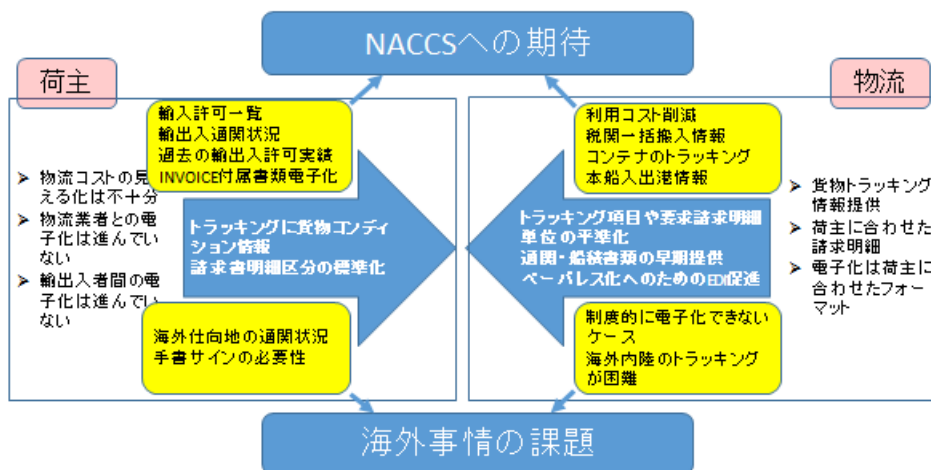 NACCSへの期待
荷主
物流
輸入許可一覧
輸出入通関状況
過去の輸出入許可実績
INVOICE付属書類電子化
利用コスト削減
税関一括搬入情報
コンテナのトラッキング
本船入出港情報
➤ 物流コストの見
える化は不十分
➤ 物流業者との電
子化は進んでい
ない
➤ 輸出入者間の電
子化は進んでい
ない
トラッキングに貨物コンディ
ション情報
請求書明細区分の標準化
トラッキング項目や要求請求明細
単位の平準化
通関・船積書類の早期提供
ペーパレス化へのためのEDI促進
➤ 貨物トラッキング
情報提供
➤ 荷主に合わせた
請求明細
➤ 電子化は荷主に
合わせたフォー
マット
海外仕向地の通関状況
手書サインの必要性
制度的に電子化できない
ケース
海外内陸のトラッキング
が困難
海外事情の課題